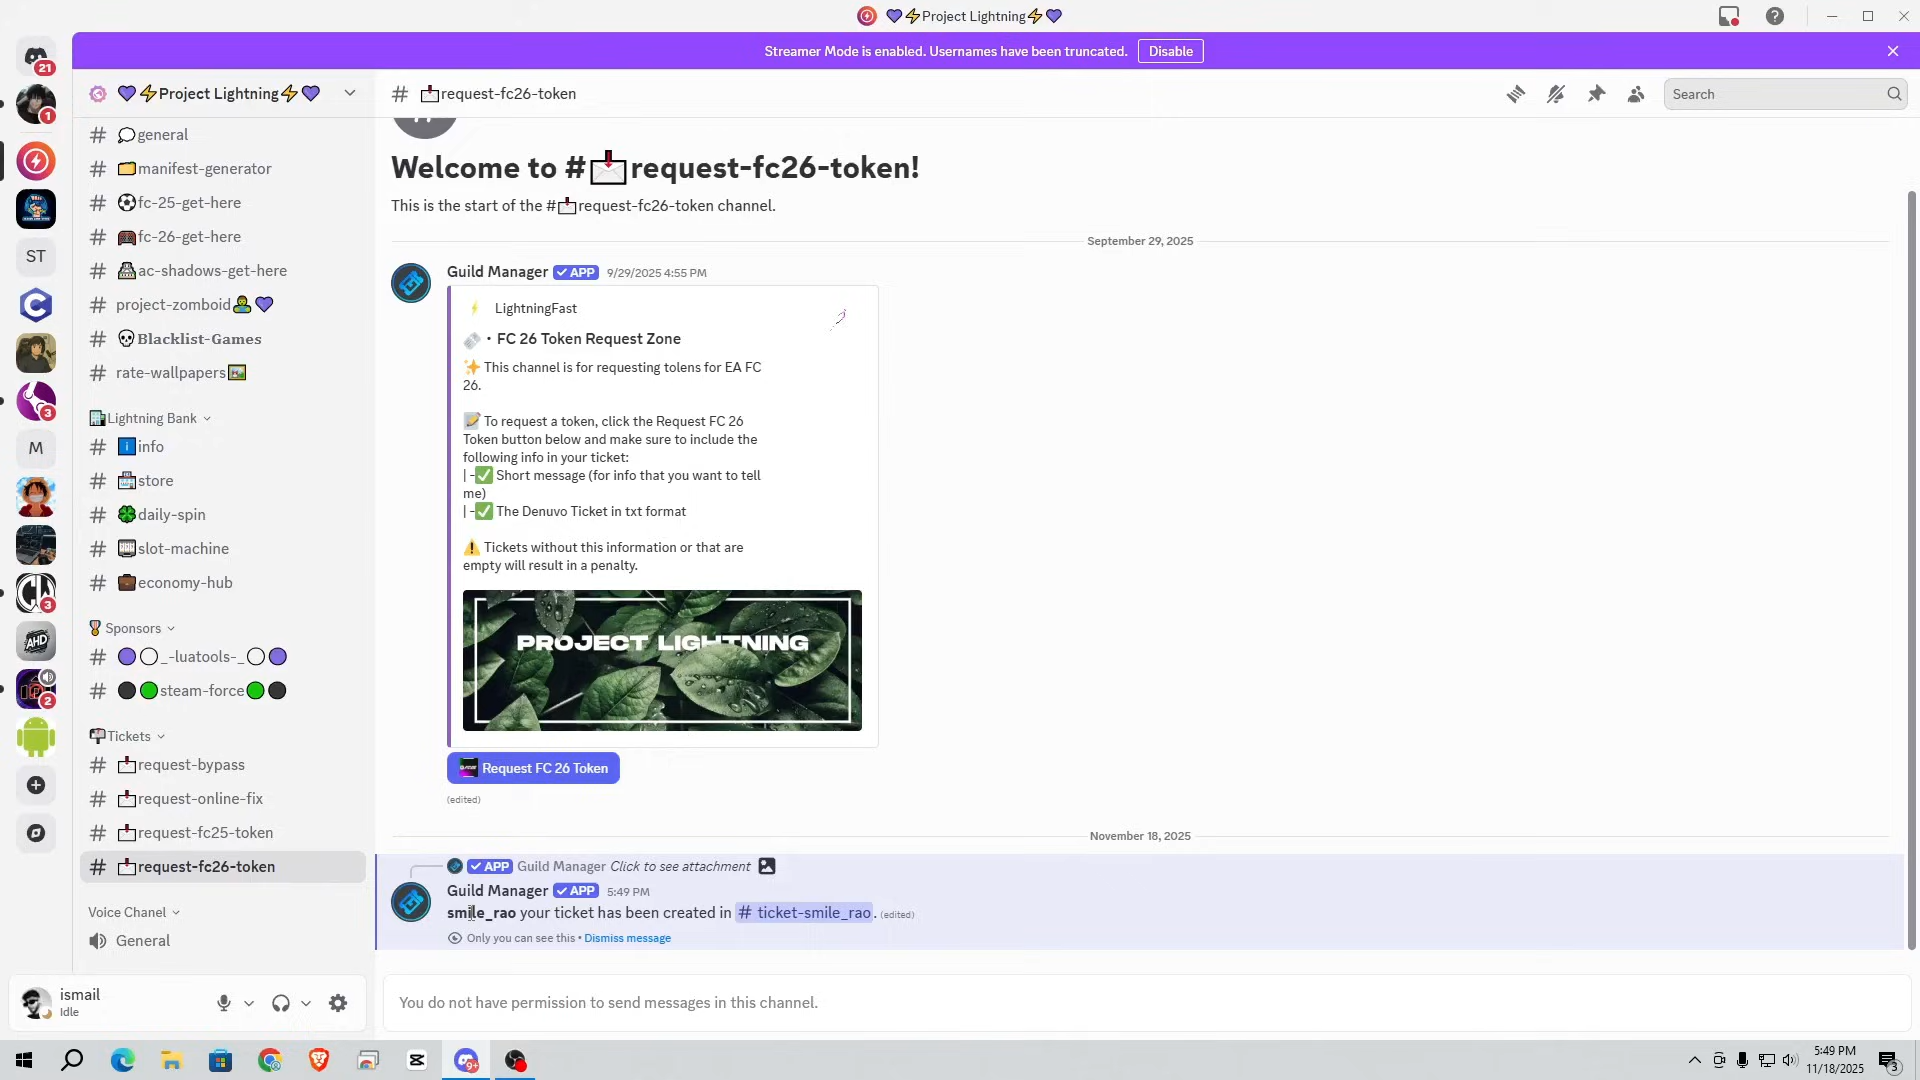 💜⚡Project Lightning⚡💜
Streamer Mode is enabled. Usernames have been truncated.
Disable
21
1
ST
3
M
3
AHD
2
💜⚡Project Lightning⚡💜
# 💭general
# 📁manifest-generator
# ⚽fc-25-get-here
# fc-26-get-here
# ac-shadows-get-here
# project-zomboid🧟💜
# 💀Blacklist-Games
# rate-wallpapers🖼️
🏦Lightning Bank
# ℹ️info
# 🏪store
# 🍀daily-spin
# 🎰slot-machine
# 💼economy-hub
🎖️Sponsors
# 🟣⚪_-luatools-_⚪🟣
# ⚫🟢steam-force🟢⚫
📬Tickets
# 📩request-bypass
# 📩request-online-fix
# 📩request-fc25-token
# 📩request-fc26-token
Voice Chanel
General
ismail
Idle
# 📩request-fc26-token
Search
Welcome to #📩request-fc26-token!
This is the start of the #📩request-fc26-token channel.
September 29, 2025
Guild Manager ✓ APP 9/29/2025 4:55 PM
⚡ LightningFast
• FC 26 Token Request Zone
✨ This channel is for requesting tolens for EA FC
26.
📝 To request a token, click the Request FC 26
Token button below and make sure to include the
following info in your ticket:
| -✅ Short message (for info that you want to tell
me)
| -✅ The Denuvo Ticket in txt format
⚠️ Tickets without this information or that are
empty will result in a penalty.
PROJECT LIGHTNING
Request FC 26 Token
(edited)
November 18, 2025
✓ APP Guild Manager Click to see attachment
Guild Manager ✓ APP 5:49 PM
smile_rao your ticket has been created in # ticket-smile_rao. (edited)
Only you can see this • Dismiss message
You do not have permission to send messages in this channel.
9+
5:49 PM
11/18/2025
3